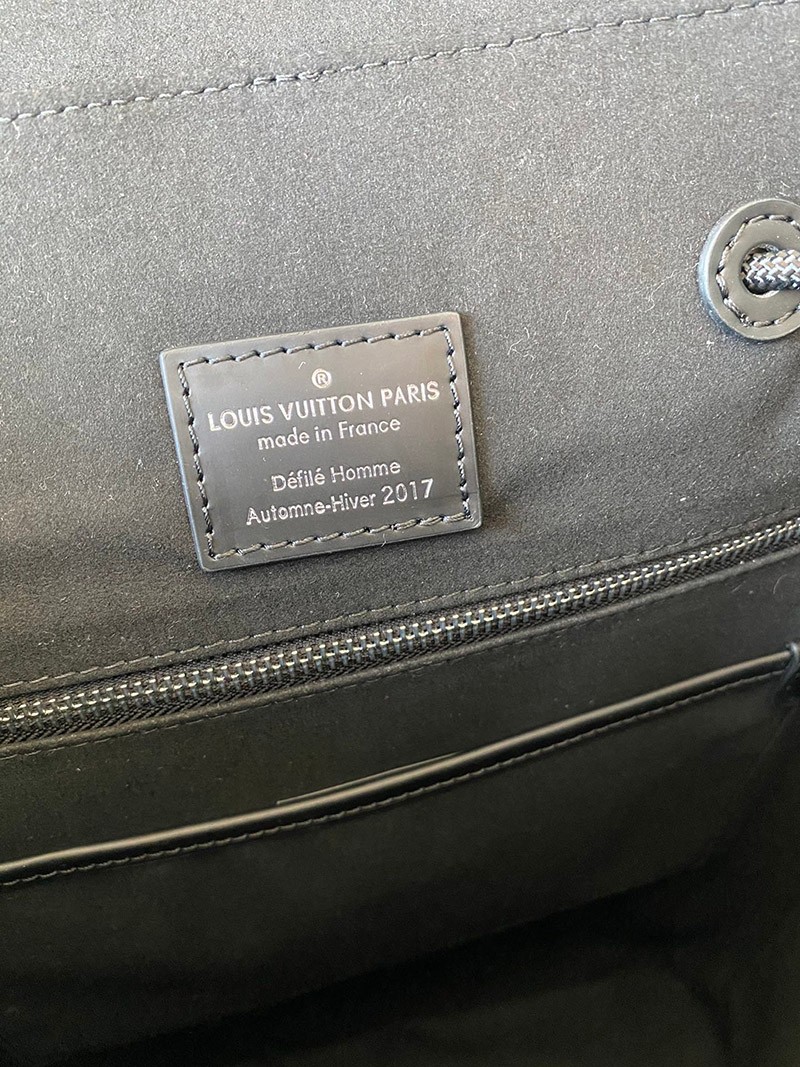 ®
LOUIS VUITTON PARIS
made in France
Défilé Homme
Automne-Hiver 2017